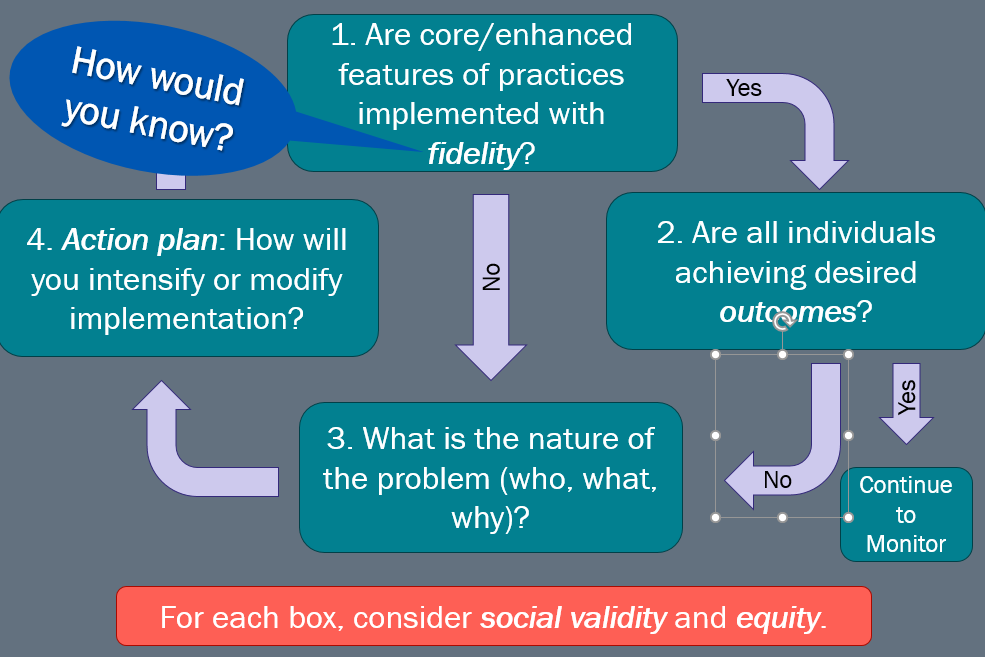 How would
you know?
1. Are core/enhanced
features of practices
implemented with
fidelity?
Yes
2. Are all individuals
achieving desired
outcomes?
No
Yes
Continue
to
Monitor
No
3. What is the nature of
the problem (who, what,
why)?
4. Action plan: How will
you intensify or modify
implementation?
For each box, consider social validity and equity.